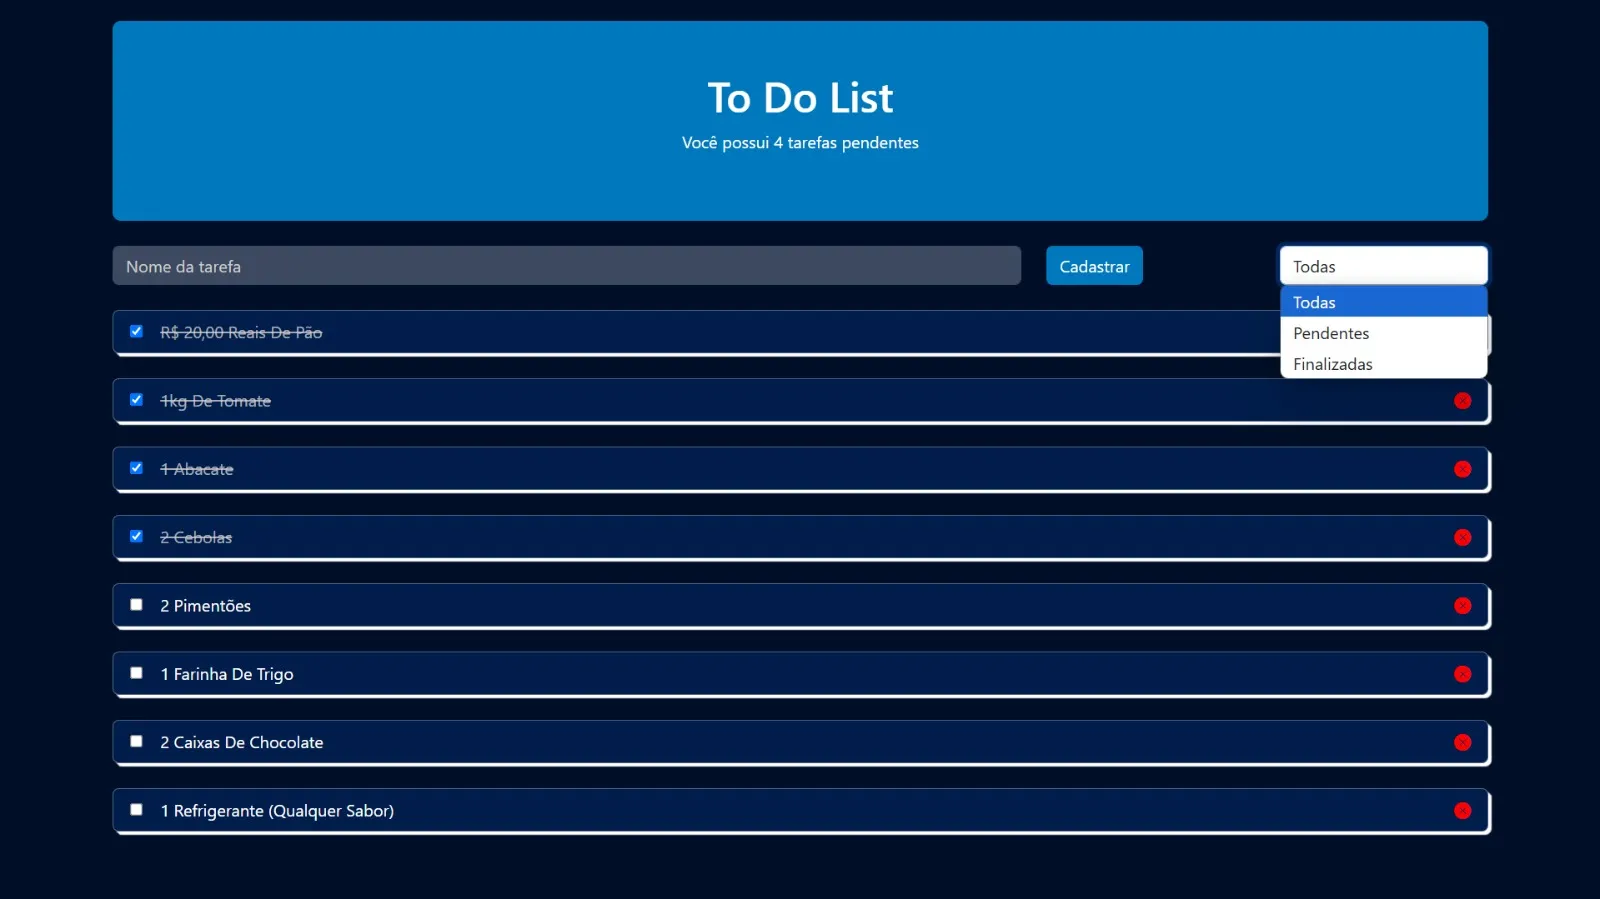 To Do List
Você possui 4 tarefas pendentes
Nome da tarefa
Cadastrar
Todas
Todas
Pendentes
Finalizadas
R$ 20,00 Reais De Pão
1kg De Tomate
1 Abacate
2 Cebolas
2 Pimentões
1 Farinha De Trigo
2 Caixas De Chocolate
1 Refrigerante (Qualquer Sabor)